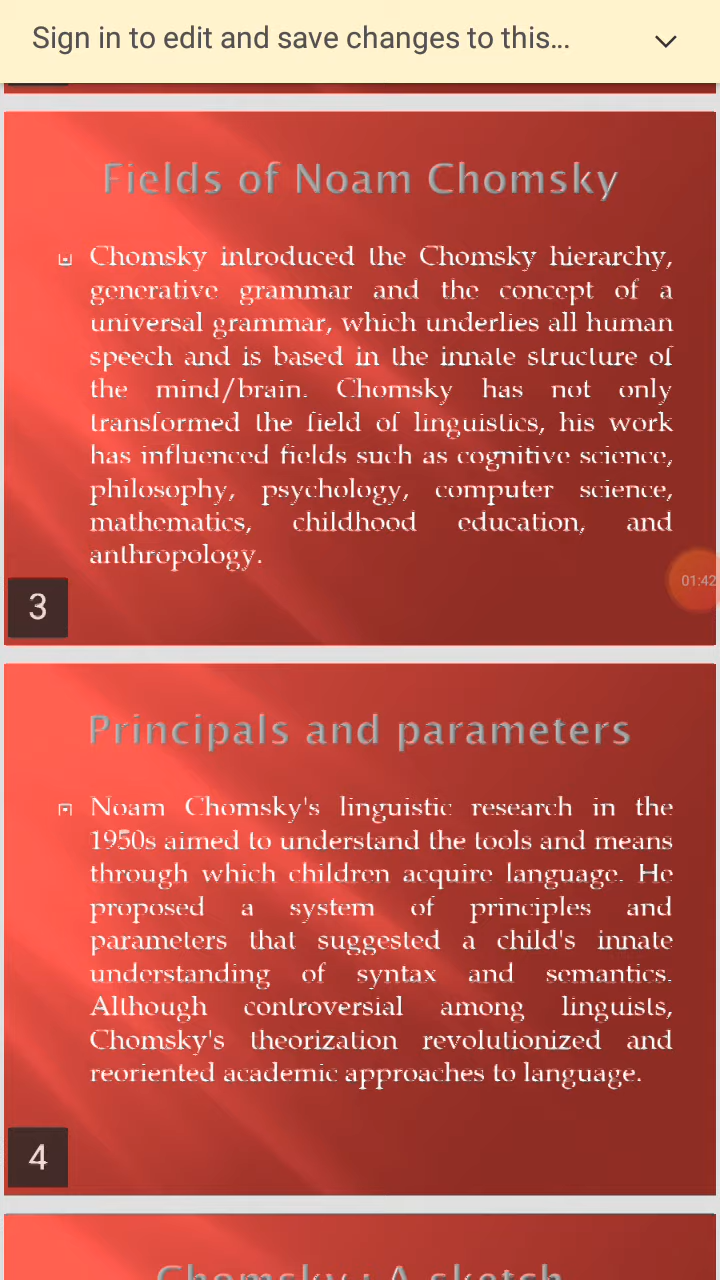 Sign in to edit and save changes to this...
Fields of Noam Chomsky
Chomsky introduced the Chomsky hierarchy,
generative grammar and the concept of a
universal grammar, which underlies all human
speech and is based in the innate structure of
the mind/brain. Chomsky has not only
transformed the field of linguistics, his work
has influenced fields such as cognitive science,
philosophy, psychology, computer science,
mathematics, childhood education, and
anthropology.
01:42
3
Principals and parameters
Noam Chomsky's linguistic research in the
1950s aimed to understand the tools and means
through which children acquire language. He
proposed a system of principles and
parameters that suggested a child's innate
understanding of syntax and semantics.
Although controversial among linguists,
Chomsky's theorization revolutionized and
reoriented academic approaches to language.
4
Chomsky : A sketch